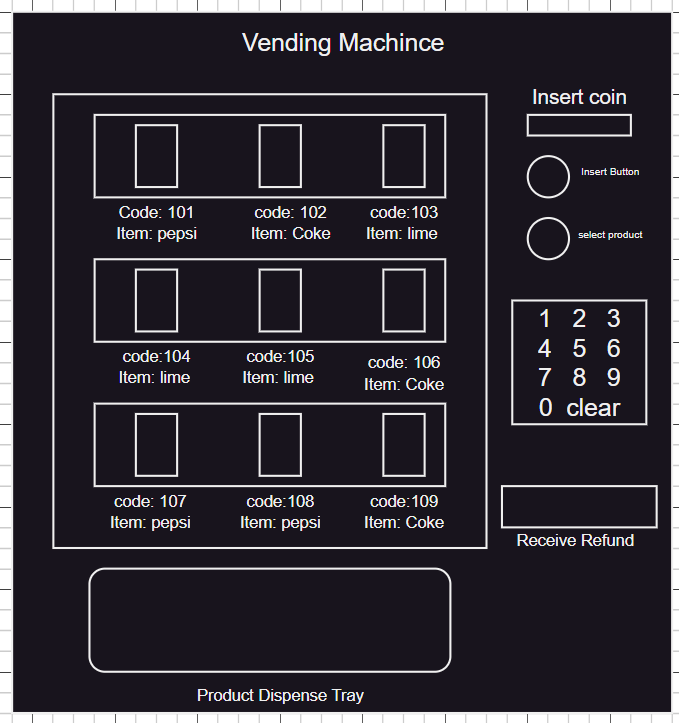 Vending Machince
Insert coin
Insert Button
select product
Code: 101
Item: pepsi
code: 102
Item: Coke
code:103
Item: lime
code:104
Item: lime
code:105
Item: lime
code: 106
Item: Coke
code: 107
Item: pepsi
code:108
Item: pepsi
code:109
Item: Coke
1 2 3
4 5 6
7 8 9
0 clear
Receive Refund
Product Dispense Tray